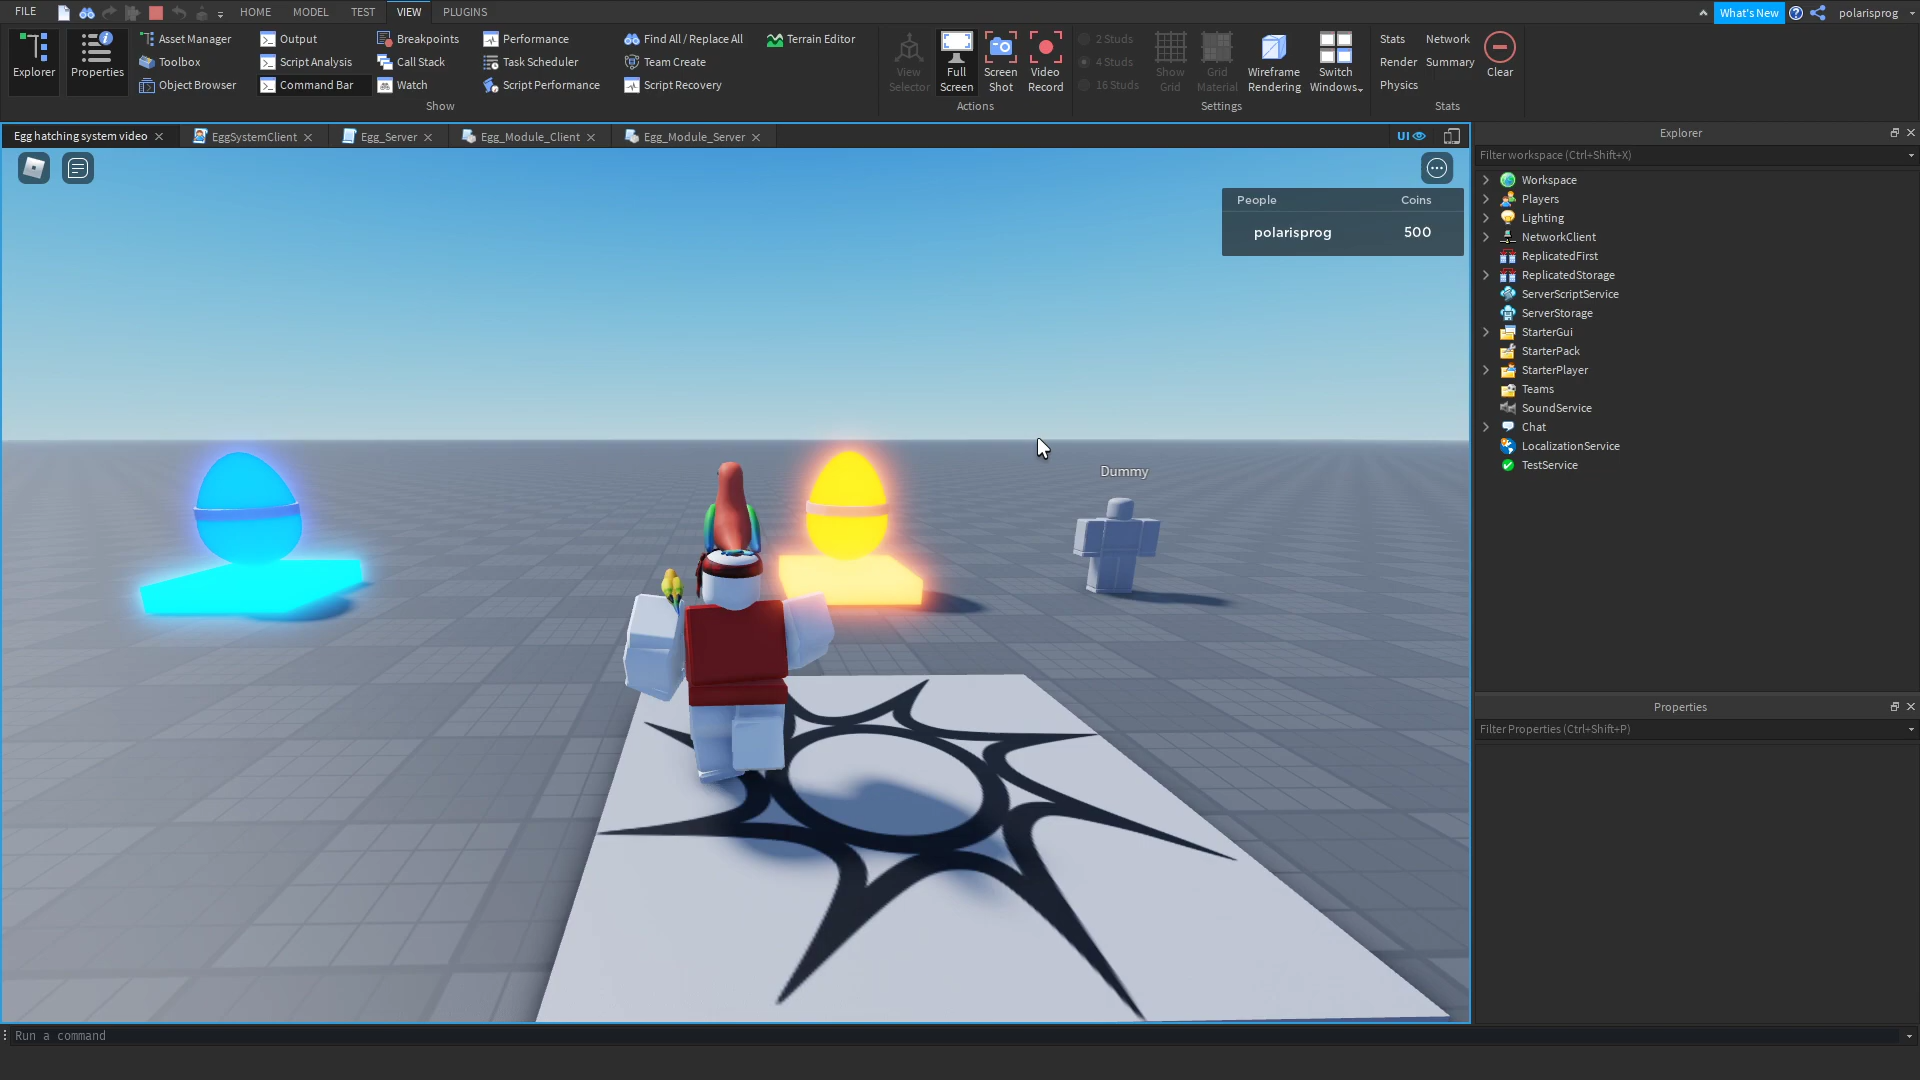 FILE HOME MODEL TEST VIEW PLUGINS What's New polarisprog
Explorer
Properties
Asset Manager
Toolbox
Object Browser
Output
Script Analysis
Command Bar
Breakpoints
Call Stack
Watch
Performance
Task Scheduler
Script Performance
Find All / Replace All
Team Create
Script Recovery
Terrain Editor
Show
View
Selector
Full
Screen
Screen
Shot
Video
Record
Actions
2 Studs
4 Studs
16 Studs
Show
Grid
Grid
Material
Wireframe
Rendering
Switch
Windows
Settings
Stats Network
Render Summary
Physics
Clear
Stats
Egg hatching system video EggSystemClient Egg_Server Egg_Module_Client Egg_Module_Server UI
People Coins
polarisprog 500
Dummy
Explorer
Filter workspace (Ctrl+Shift+X)
Workspace
Players
Lighting
NetworkClient
ReplicatedFirst
ReplicatedStorage
ServerScriptService
ServerStorage
StarterGui
StarterPack
StarterPlayer
Teams
SoundService
Chat
LocalizationService
TestService
Properties
Filter Properties (Ctrl+Shift+P)
Run a command